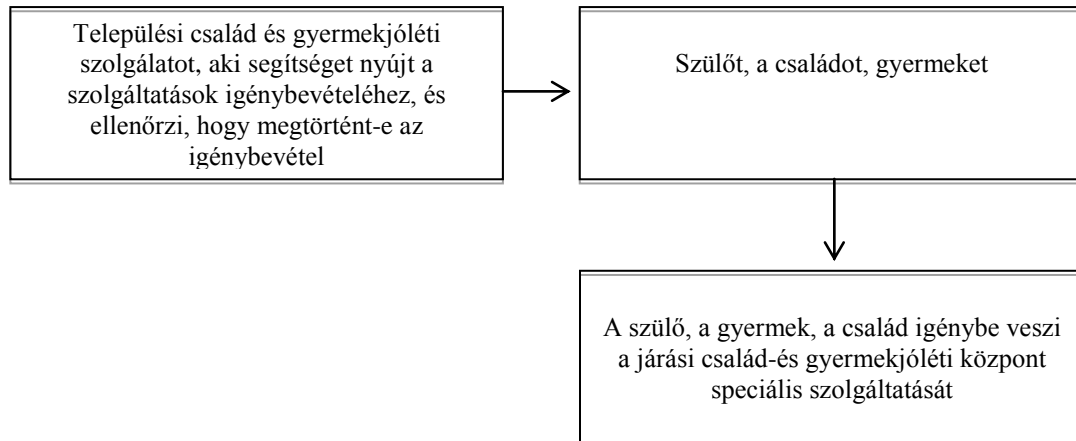 Települési család és gyermekjóléti
szolgálatot, aki segítséget nyújt a
szolgáltatások igénybevételéhez, és
ellenőrzi, hogy megtörtént-e az
igénybevétel
Szülőt, a családot, gyermeket
A szülő, a gyermek, a család igénybe veszi
a járási család-és gyermekjóléti központ
speciális szolgáltatását